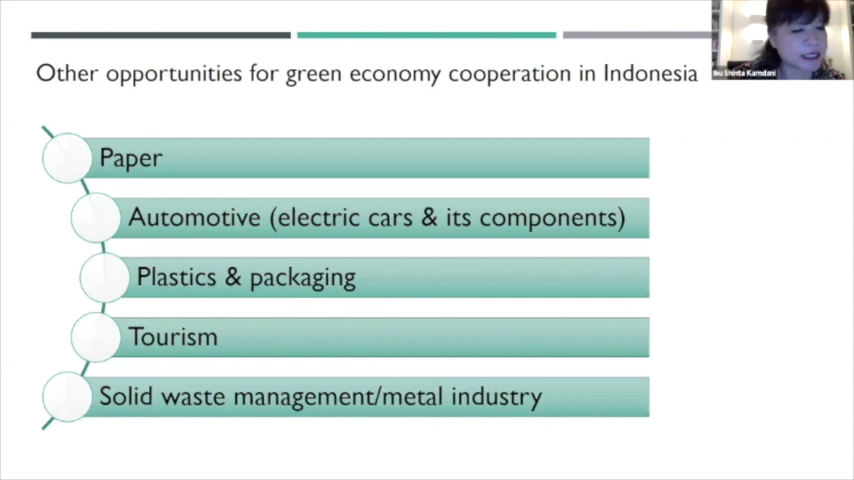 Other opportunities for green economy cooperation in Indonesia
Ibu Shinta Kamdani
Paper
Automotive (electric cars & its components)
Plastics & packaging
Tourism
Solid waste management/metal industry